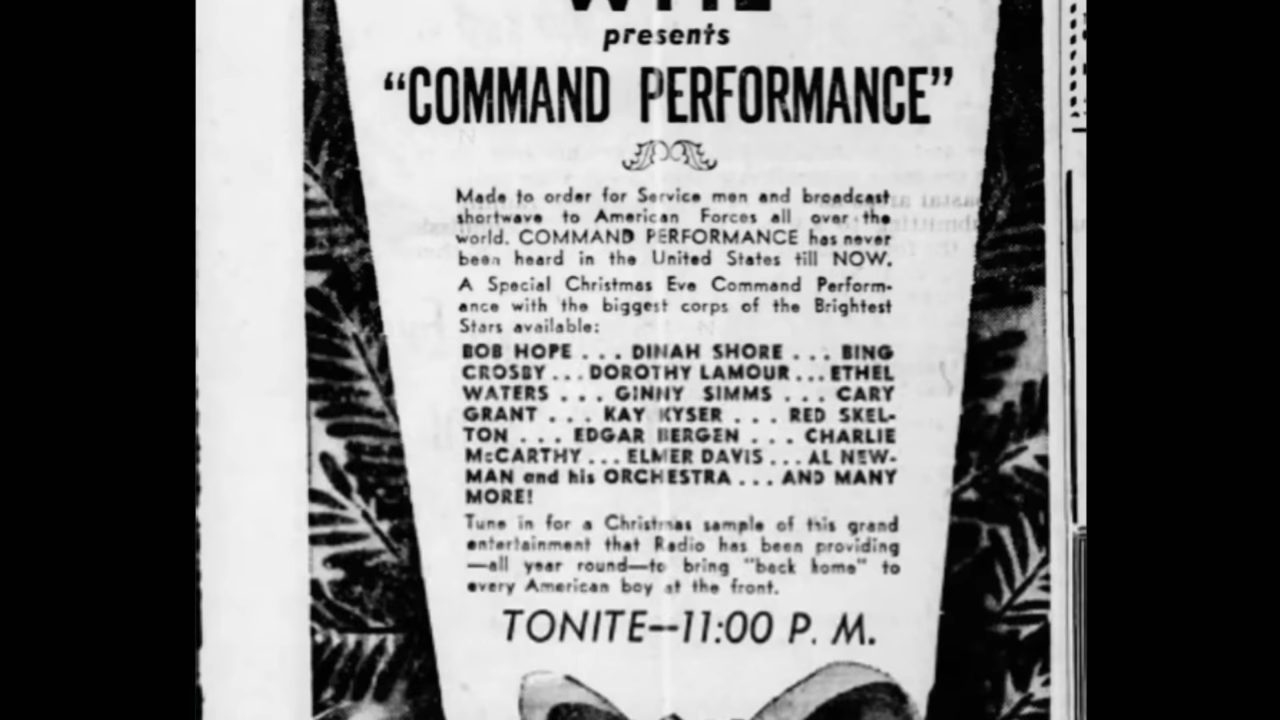 presents
“COMMAND PERFORMANCE”
Made to order for Service men and broadcast
shortwave to American Forces all over the
world. COMMAND PERFORMANCE has never
been heard in the United States till NOW.
A Special Christmas Eve Command Perform-
ance with the biggest corps of the Brightest
Stars available:
BOB HOPE . . . DINAH SHORE . . . BING
CROSBY . . . DOROTHY LAMOUR . . . ETHEL
WATERS . . . GINNY SIMMS . . . CARY
GRANT . . . KAY KYSER . . . RED SKEL-
TON . . . EDGAR BERGEN . . . CHARLIE
McCARTHY . . . ELMER DAVIS . . . AL NEW-
MAN and his ORCHESTRA . . . AND MANY
MORE!
Tune in for a Christmas sample of this grand
entertainment that Radio has been providing
—all year round—to bring "back home" to
every American boy at the front.
TONITE—11:00 P. M.